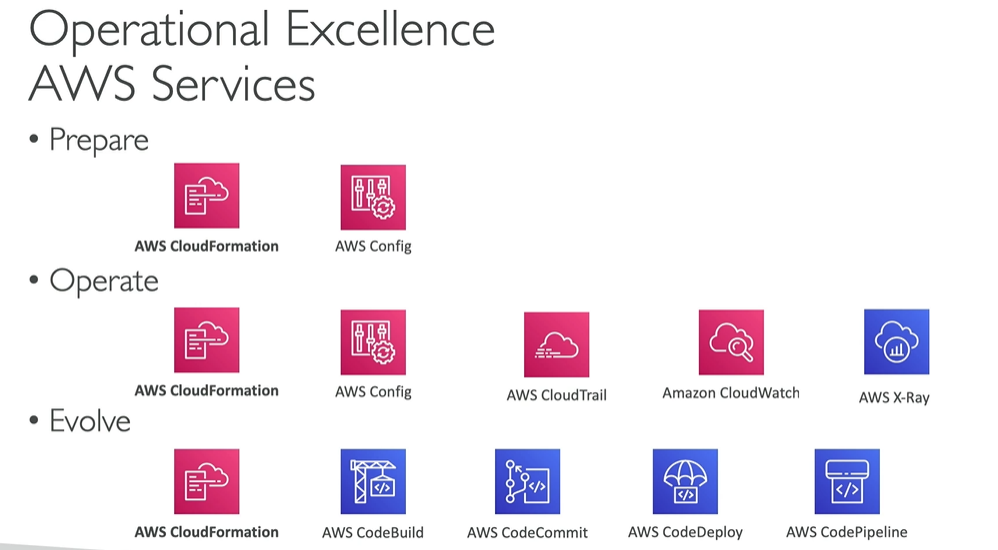 Operational Excellence
AWS Services
• Prepare
AWS CloudFormation AWS Config
• Operate
AWS CloudFormation AWS Config AWS CloudTrail Amazon CloudWatch AWS X-Ray
• Evolve
AWS CloudFormation AWS CodeBuild AWS CodeCommit AWS CodeDeploy AWS CodePipeline